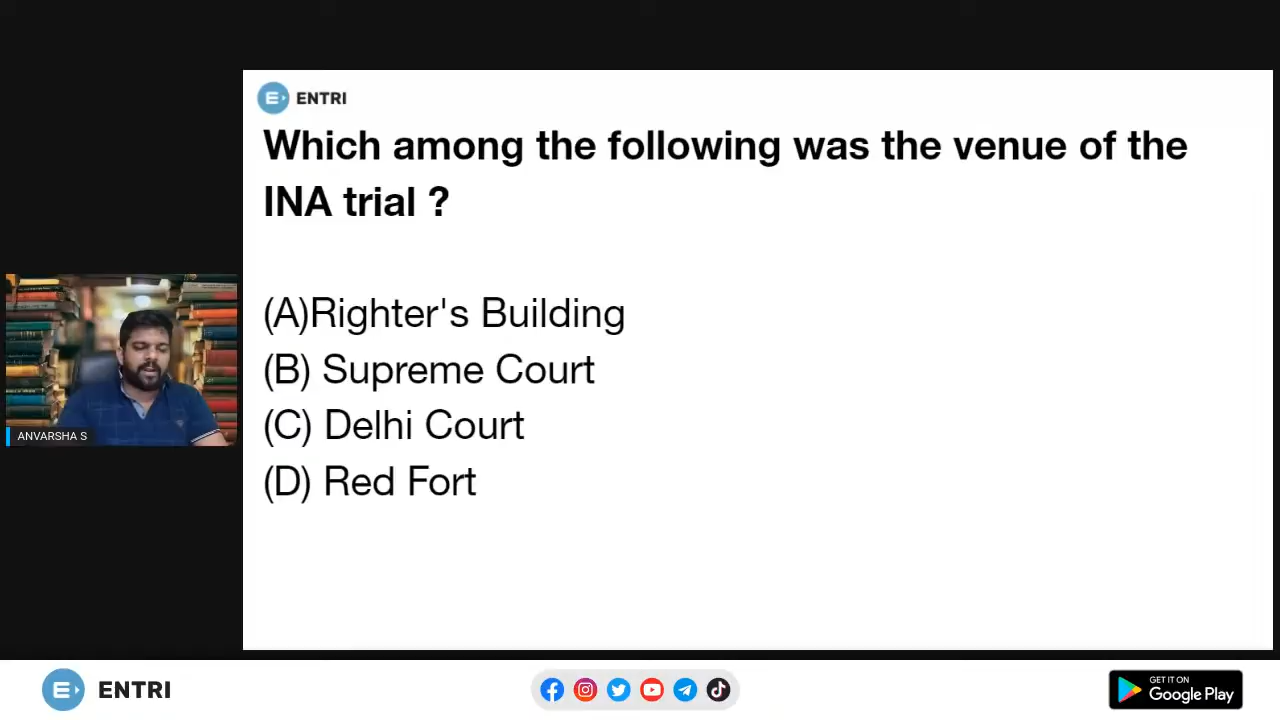 ENTRI
Which among the following was the venue of the
INA trial ?
(A)Righter's Building
(B) Supreme Court
(C) Delhi Court
(D) Red Fort
ANVARSHA S
ENTRI
GET IT ON
Google Play